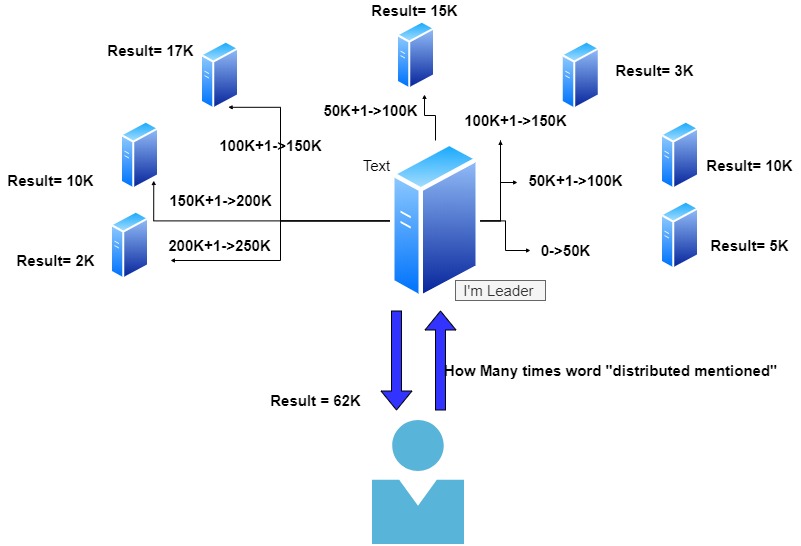 Result= 15K
Result= 17K
Result= 3K
50K+1->100K
100K+1->150K
100K+1->150K
Text
Result= 10K
50K+1->100K
Result= 10K
150K+1->200K
200K+1->250K
0->50K
Result= 5K
Result= 2K
I'm Leader
How Many times word "distributed mentioned"
Result = 62K